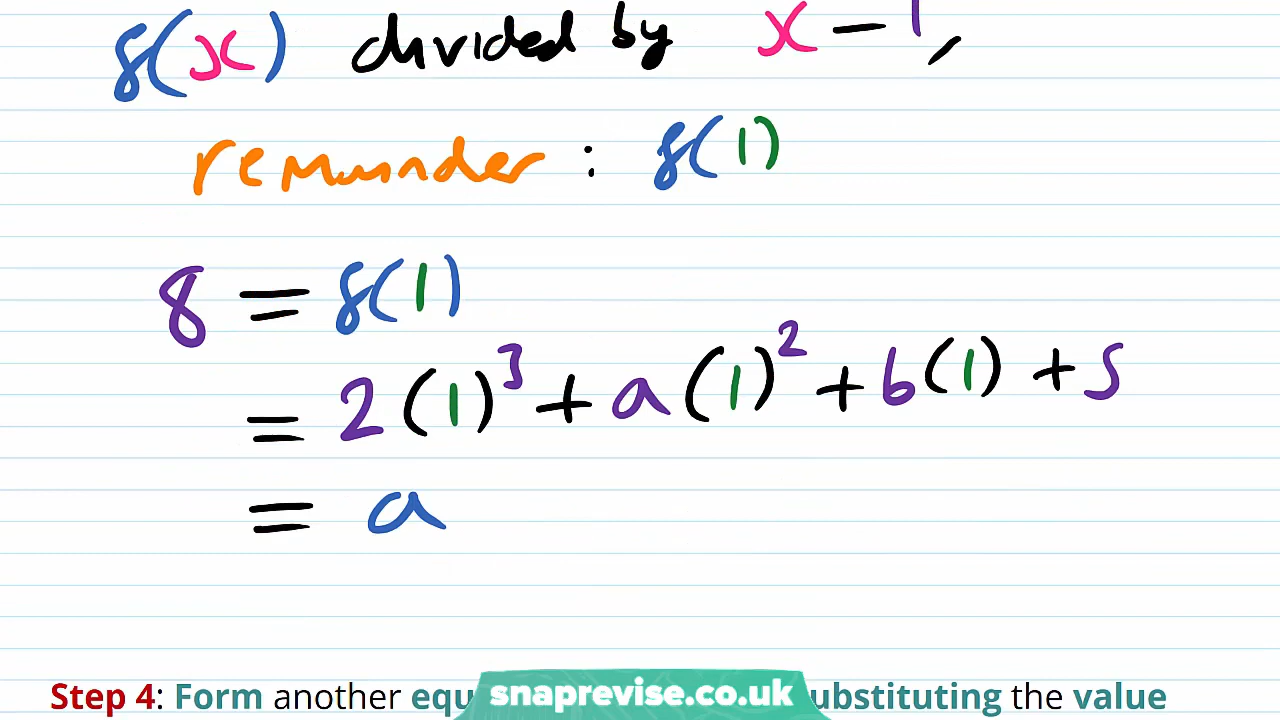 f(x) divided by x - 1,
remainder : f(1)
8 = f(1)
= 2(1)³ + a(1)² + b(1) + 5
= a
Step 4: Form another equ
snaprevise.co.uk
ubstituting the value